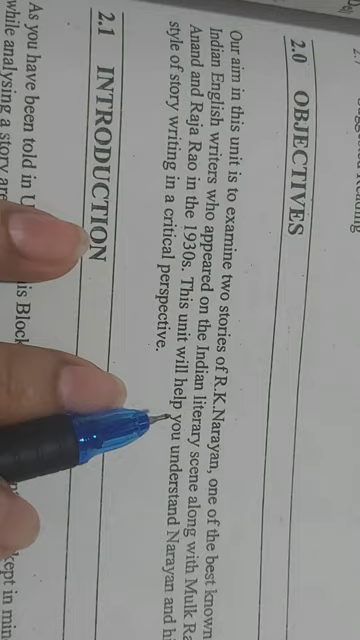 2.0 OBJECTIVES
Our aim in this unit is to examine two stories of R.K.Narayan, one of the best known
Indian English writers who appeared on the Indian literary scene along with Mulk
Anand and Raja Rao in the 1930s. This unit will help you understand Narayan and
style of story writing in a critical perspective.
2.1 INTRODUCTION
As you have been told in
is Block
while analysing a story are
kept in